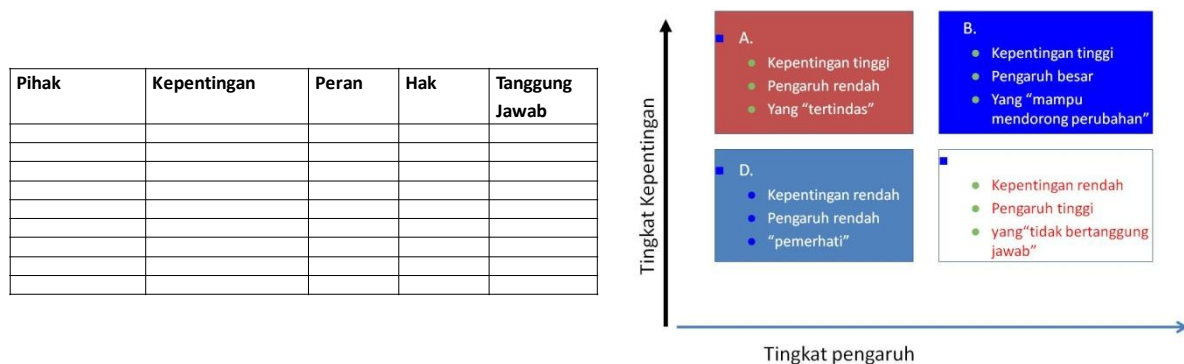 Pihak Kepentingan Peran Hak Tanggung
Jawab
Tingkat Kepentingan
A.
Kepentingan tinggi
Pengaruh rendah
Yang “tertindas”
B.
Kepentingan tinggi
Pengaruh besar
Yang “mampu
mendorong perubahan”
D.
Kepentingan rendah
Pengaruh rendah
“pemerhati”
Kepentingan rendah
Pengaruh tinggi
yang“tidak bertanggung
jawab”
Tingkat pengaruh